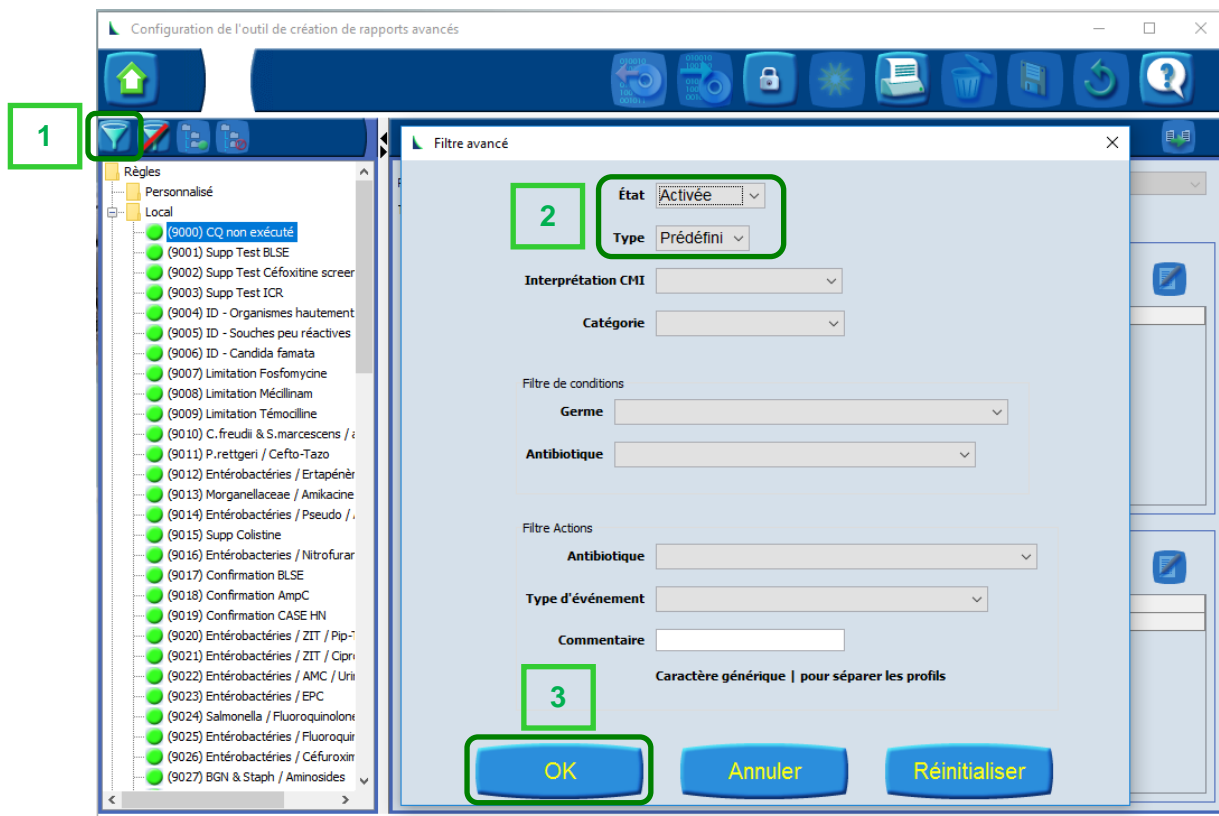 Configuration de l'outil de création de rapports avancés
1
Règles
Personnalisé
Local
(9000) CQ non exécuté
(9001) Supp Test BLSE
(9002) Supp Test Céfoxitine screer
(9003) Supp Test ICR
(9004) ID - Organismes hautement
(9005) ID - Souches peu réactives
(9006) ID - Candida famata
(9007) Limitation Fosfomycine
(9008) Limitation Mécillinam
(9009) Limitation Témocilline
(9010) C.freudii & S.marcescens /
(9011) P.rettgeri / Cefto-Tazo
(9012) Entérobactéries / Ertapénèr
(9013) Morganellaceae / Amikacine
(9014) Entérobactéries / Pseudo /
(9015) Supp Colistine
(9016) Entérobacteries / Nitrofurar
(9017) Confirmation BLSE
(9018) Confirmation AmpC
(9019) Confirmation CASE HN
(9020) Entérobactéries / ZIT / Pip-
(9021) Entérobactéries / ZIT / Cipr
(9022) Entérobactéries / AMC / Uri
(9023) Entérobactéries / EPC
(9024) Salmonella / Fluoroquinolone
(9025) Entérobactéries / Fluoroquir
(9026) Entérobactéries / Céfuroxim
(9027) BGN & Staph / Aminosides
Filtre avancé
2
État Activée
Type Prédéfini
Interprétation CMI
Catégorie
Filtre de conditions
Germe
Antibiotique
Filtre Actions
Antibiotique
Type d'événement
Commentaire
Caractère générique | pour séparer les profils
3
OK Annuler Réinitialiser